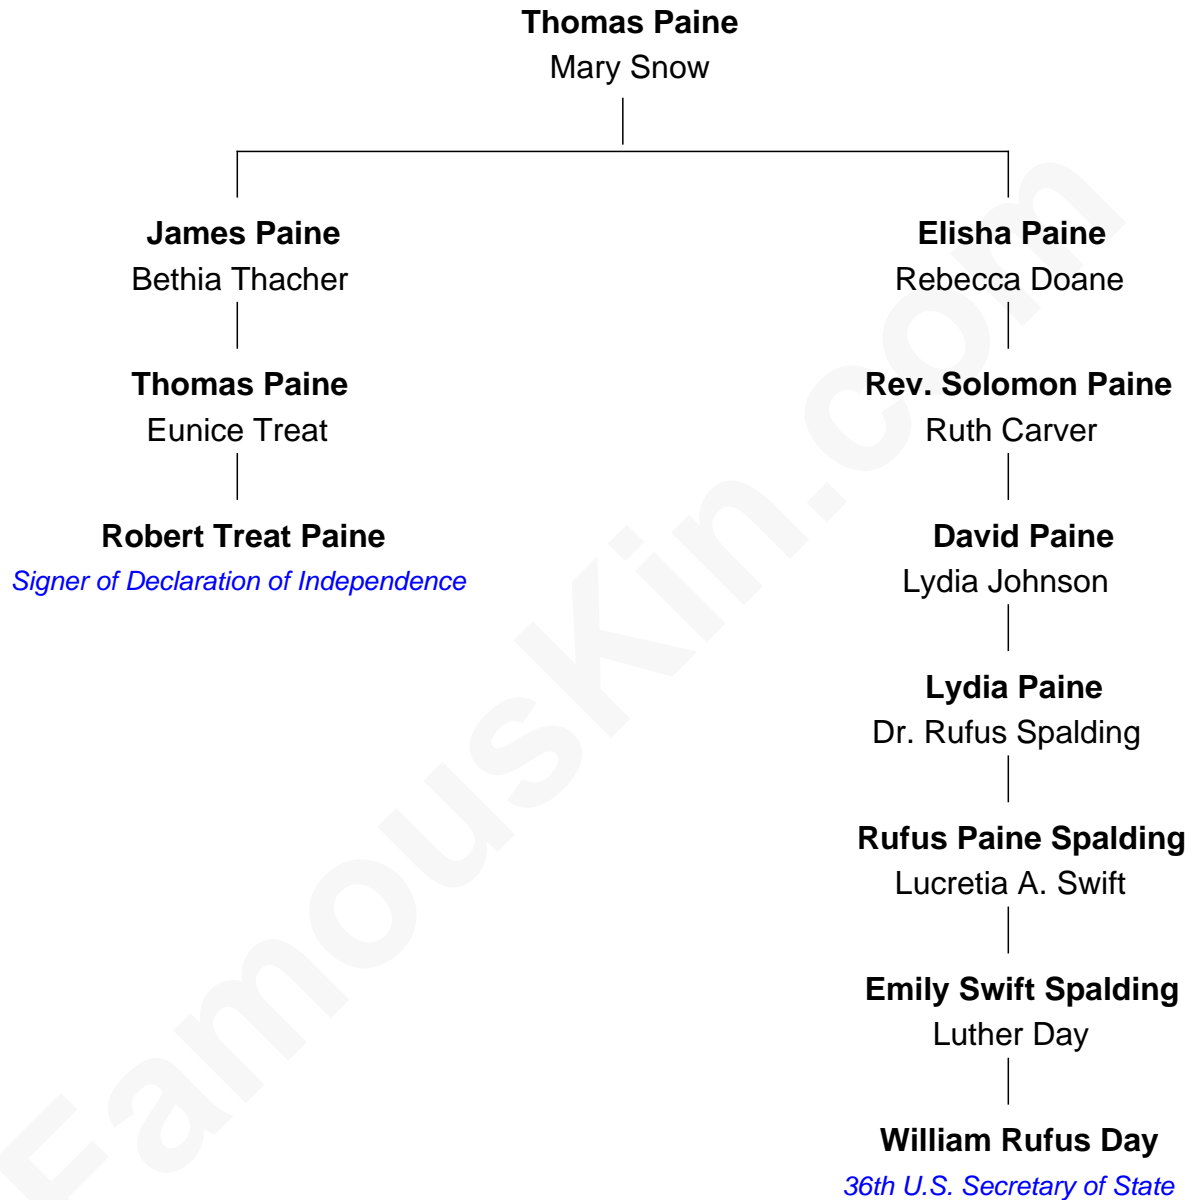 Thomas Paine
Mary Snow
James Paine
Bethia Thacher
Thomas Paine
Eunice Treat
Robert Treat Paine
Signer of Declaration of Independence
Elisha Paine
Rebecca Doane
Rev. Solomon Paine
Ruth Carver
David Paine
Lydia Johnson
Lydia Paine
Dr. Rufus Spalding
Rufus Paine Spalding
Lucretia A. Swift
Emily Swift Spalding
Luther Day
William Rufus Day
36th U.S. Secretary of State
FamousKin.com